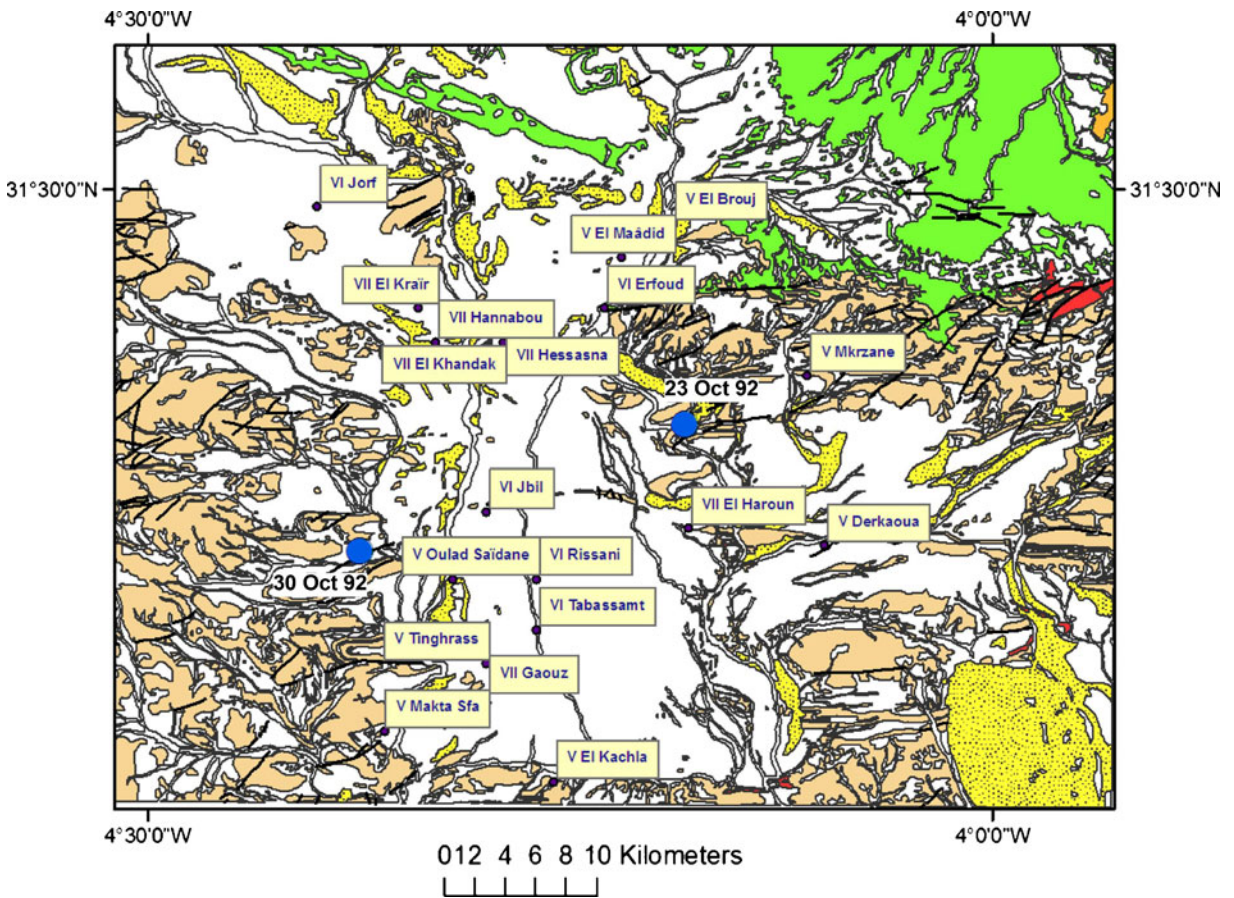 4°30'0"W
4°0'0"W
31°30'0"N
31°30'0"N
VI Jorf
V El Brouj
V El Maâdid
VII El Kraïr
VI Erfoud
VII Hannabou
VII El Khandak
VII Hessasna
V Mkrzane
23 Oct 92
VI Jbil
VII El Haroun
V Derkaoua
V Oulad Saïdane
VI Rissani
30 Oct 92
VI Tabassamt
V Tinghrass
VII Gaouz
V Makta Sfa
V El Kachla
4°30'0"W
4°0'0"W
012 4 6 8 10 Kilometers